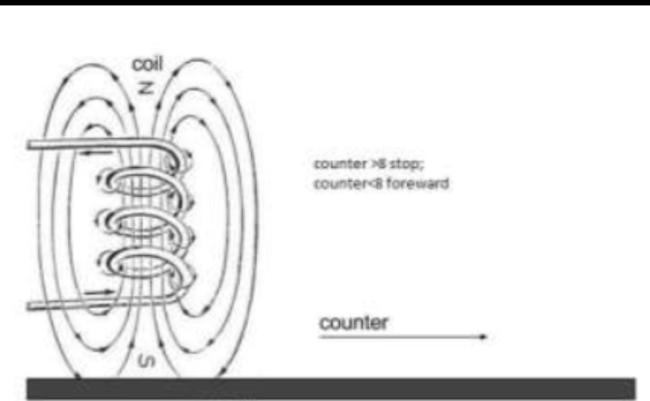 coil
N
counter >8 stop;
counter<8 foreward
counter
S